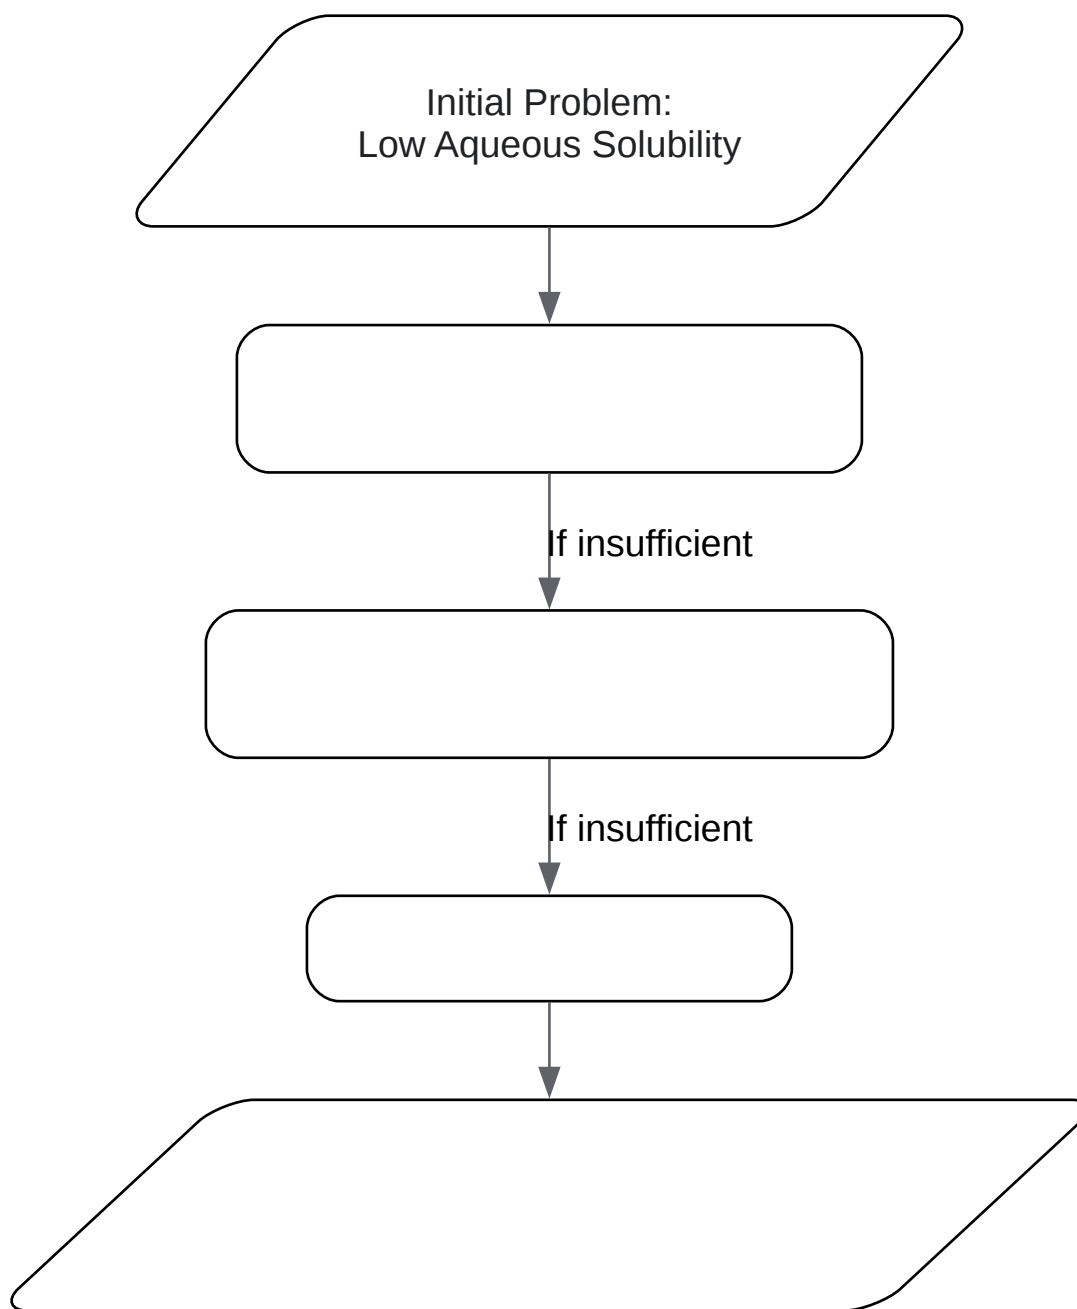 Initial Problem:
Low Aqueous Solubility
If insufficient
If insufficient